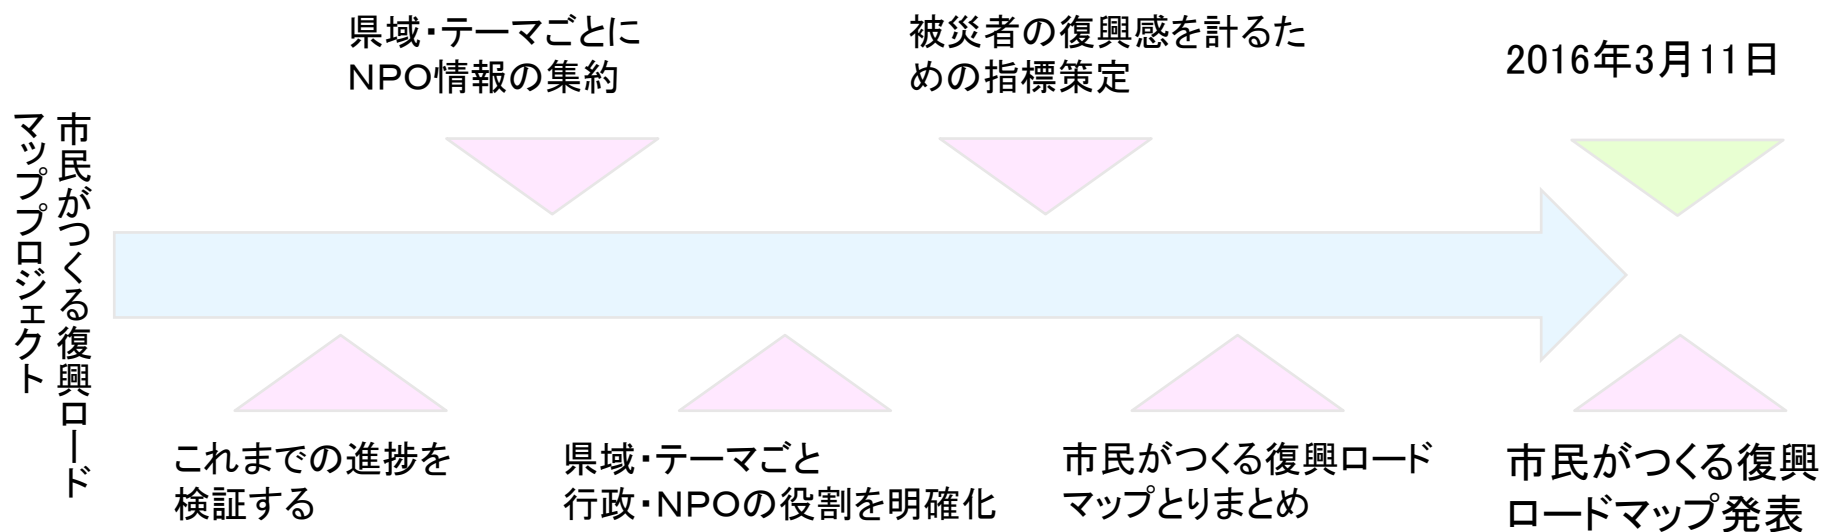 市民がつくる復興ロード
マッププロジェクト
県域・テーマごとに
NPO情報の集約
被災者の復興感を計るた
めの指標策定
2016年3月11日
これまでの進捗を
検証する
県域・テーマごと
行政・NPOの役割を明確化
市民がつくる復興ロード
マップとりまとめ
市民がつくる復興
ロードマップ発表